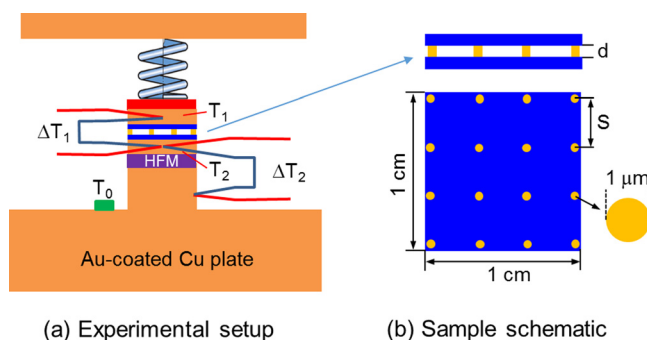 T1
ΔT1
T2
HFM
ΔT2
T0
Au-coated Cu plate
(a) Experimental setup
d
S
1 cm
1 μm
1 cm
(b) Sample schematic